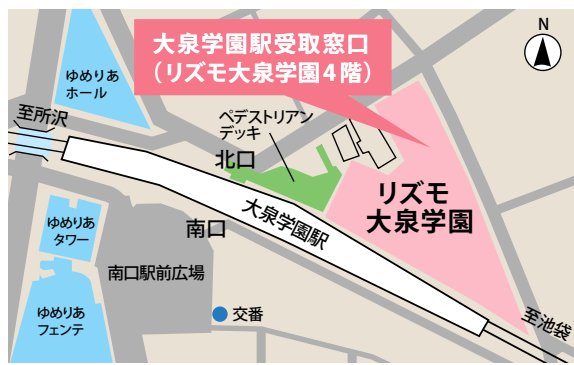 大泉学園駅受取窓口
（リズモ大泉学園4階）
N
ゆめりあ
ホール
至所沢
ペデストリアン
デッキ
北口
リズモ
大泉学園
大泉学園駅
南口
ゆめりあ
タワー
南口駅前広場
ゆめりあ
フェンテ
交番
至池袋